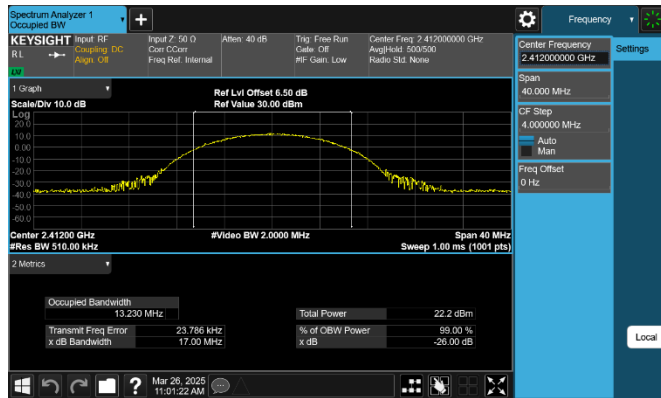 Spectrum Analyzer 1
Occupied BW
+
Frequency
KEYSIGHT Input: RF
R L
Coupling: DC
Align: Off
Input Z: 50 Ω
Corr CCorr
Freq Ref: Internal
Atten: 40 dB
Trig: Free Run
Gate: Off
#IF Gain: Low
Center Freq: 2.412000000 GHz
Avg|Hold: 500/500
Radio Std: None
1 Graph
Scale/Div 10.0 dB
Ref Lvl Offset 6.50 dB
Ref Value 30.00 dBm
Log
20.0
10.0
0.00
-10.0
-20.0
-30.0
-40.0
-50.0
-60.0
Center 2.41200 GHz
#Res BW 510.00 kHz
#Video BW 2.0000 MHz
Span 40 MHz
Sweep 1.00 ms (1001 pts)
2 Metrics
Occupied Bandwidth
13.230 MHz
Total Power 22.2 dBm
Transmit Freq Error 23.786 kHz
% of OBW Power 99.00 %
x dB Bandwidth 17.00 MHz
x dB -26.00 dB
Center Frequency
2.412000000 GHz
Settings
Span
40.000 MHz
CF Step
4.000000 MHz
Auto
Man
Freq Offset
0 Hz
Local
?
Mar 26, 2025
11:01:22 AM